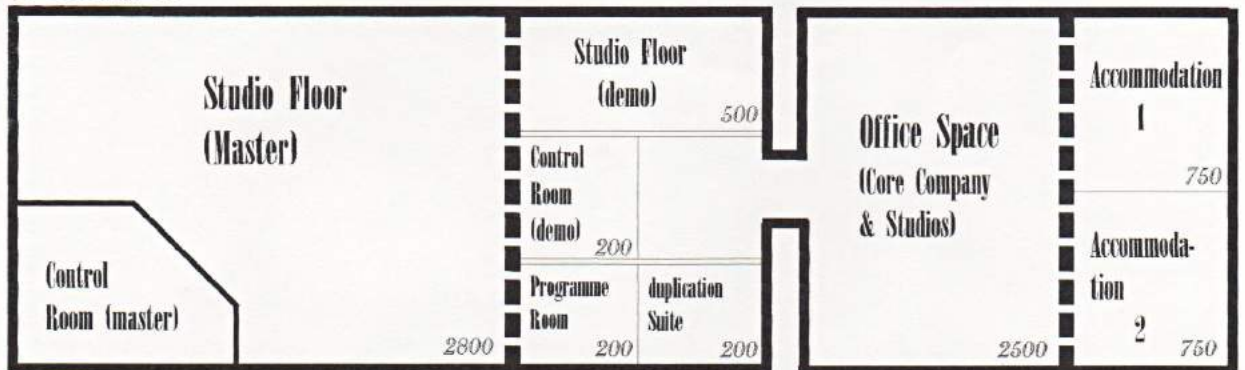 Studio Floor
(Master)
Control
Room (master)
2800
Studio Floor
(demo)
500
Control
Room
(demo)
200
Programme
Room
200
duplication
Suite
200
Office Space
(Core Company
& Studios)
2500
Accommodation
1
750
Accommoda-
tion
2
750